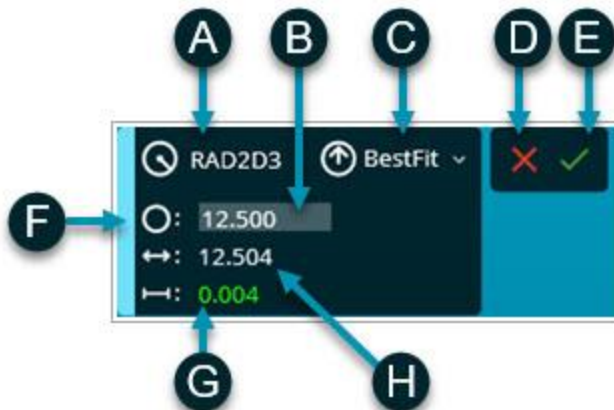 A B C D E
RAD2D3 BestFit
F
12.500
: 12.504
: 0.004
G H